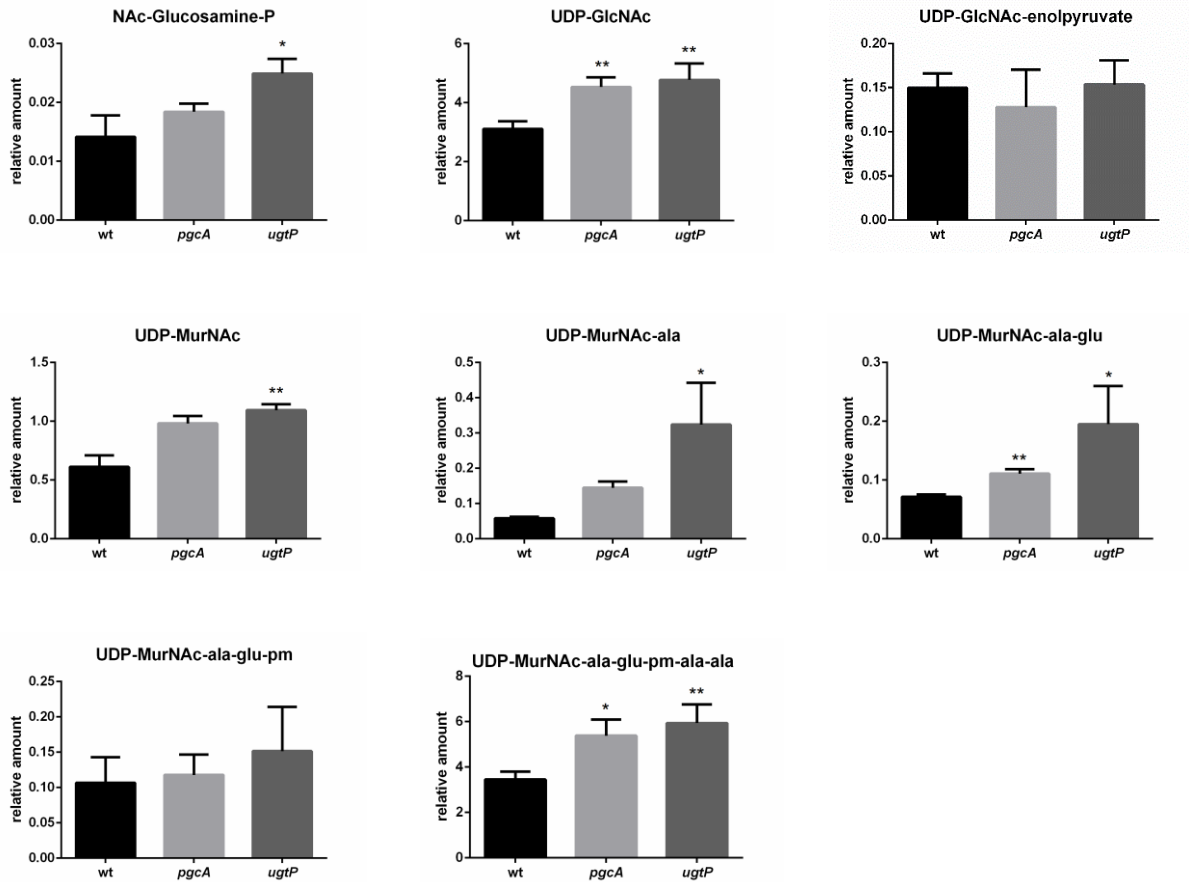 NAc-Glucosamine-P
relative amount
0.03
0.02
0.01
0.00
*
wt
pgcA
ugtP
UDP-GlcNAc
relative amount
6
4
2
0
**
**
wt
pgcA
ugtP
UDP-GlcNAc-enolpyruvate
relative amount
0.20
0.15
0.10
0.05
0.00
wt
pgcA
ugtP
UDP-MurNAc
relative amount
1.5
1.0
0.5
0.0
**
wt
pgcA
ugtP
UDP-MurNAc-ala
relative amount
0.5
0.4
0.3
0.2
0.1
0.0
*
wt
pgcA
ugtP
UDP-MurNAc-ala-glu
relative amount
0.3
0.2
0.1
0.0
**
*
wt
pgcA
ugtP
UDP-MurNAc-ala-glu-pm
relative amount
0.25
0.20
0.15
0.10
0.05
0.00
wt
pgcA
ugtP
UDP-MurNAc-ala-glu-pm-ala-ala
relative amount
8
6
4
2
0
*
**
wt
pgcA
ugtP